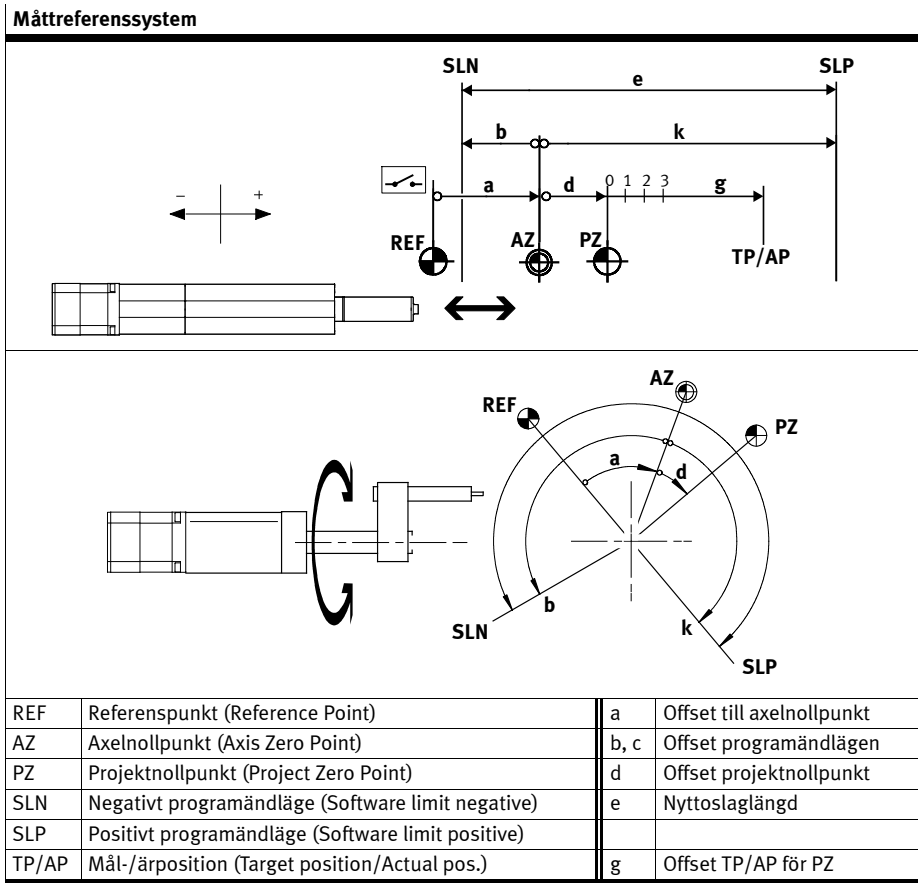 Måttreferenssystem
SLN SLP
e
b k
a d 0 1 2 3 g
− +
REF AZ PZ TP/AP
AZ
REF PZ
a d
b k
SLN SLP
REF Referenspunkt (Reference Point) a Offset till axelnollpunkt
AZ Axelnollpunkt (Axis Zero Point) b, c Offset programändlägen
PZ Projektnollpunkt (Project Zero Point) d Offset projektnollpunkt
SLN Negativt programändläge (Software limit negative) e Nyttoslaglängd
SLP Positivt programändläge (Software limit positive)
TP/AP Mål-/ärposition (Target position/Actual pos.) g Offset TP/AP för PZ